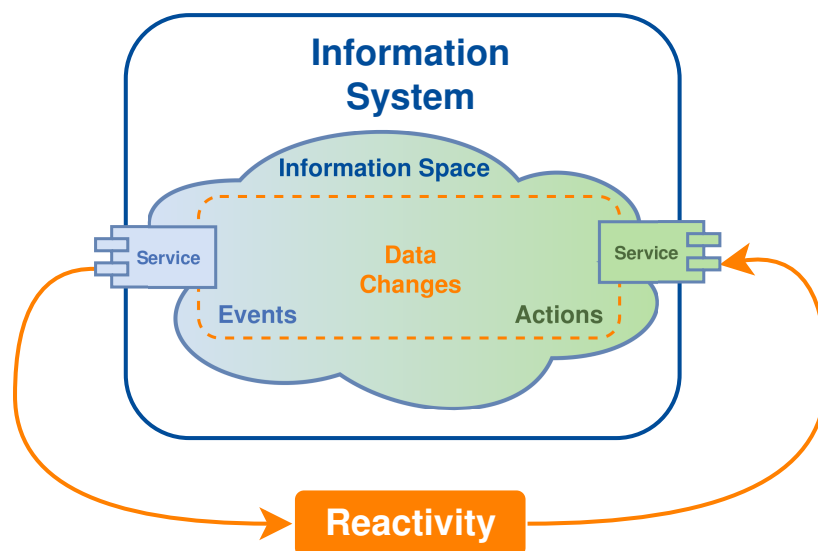 Information
System
Information Space
Service
Data
Changes
Service
Events
Actions
Reactivity